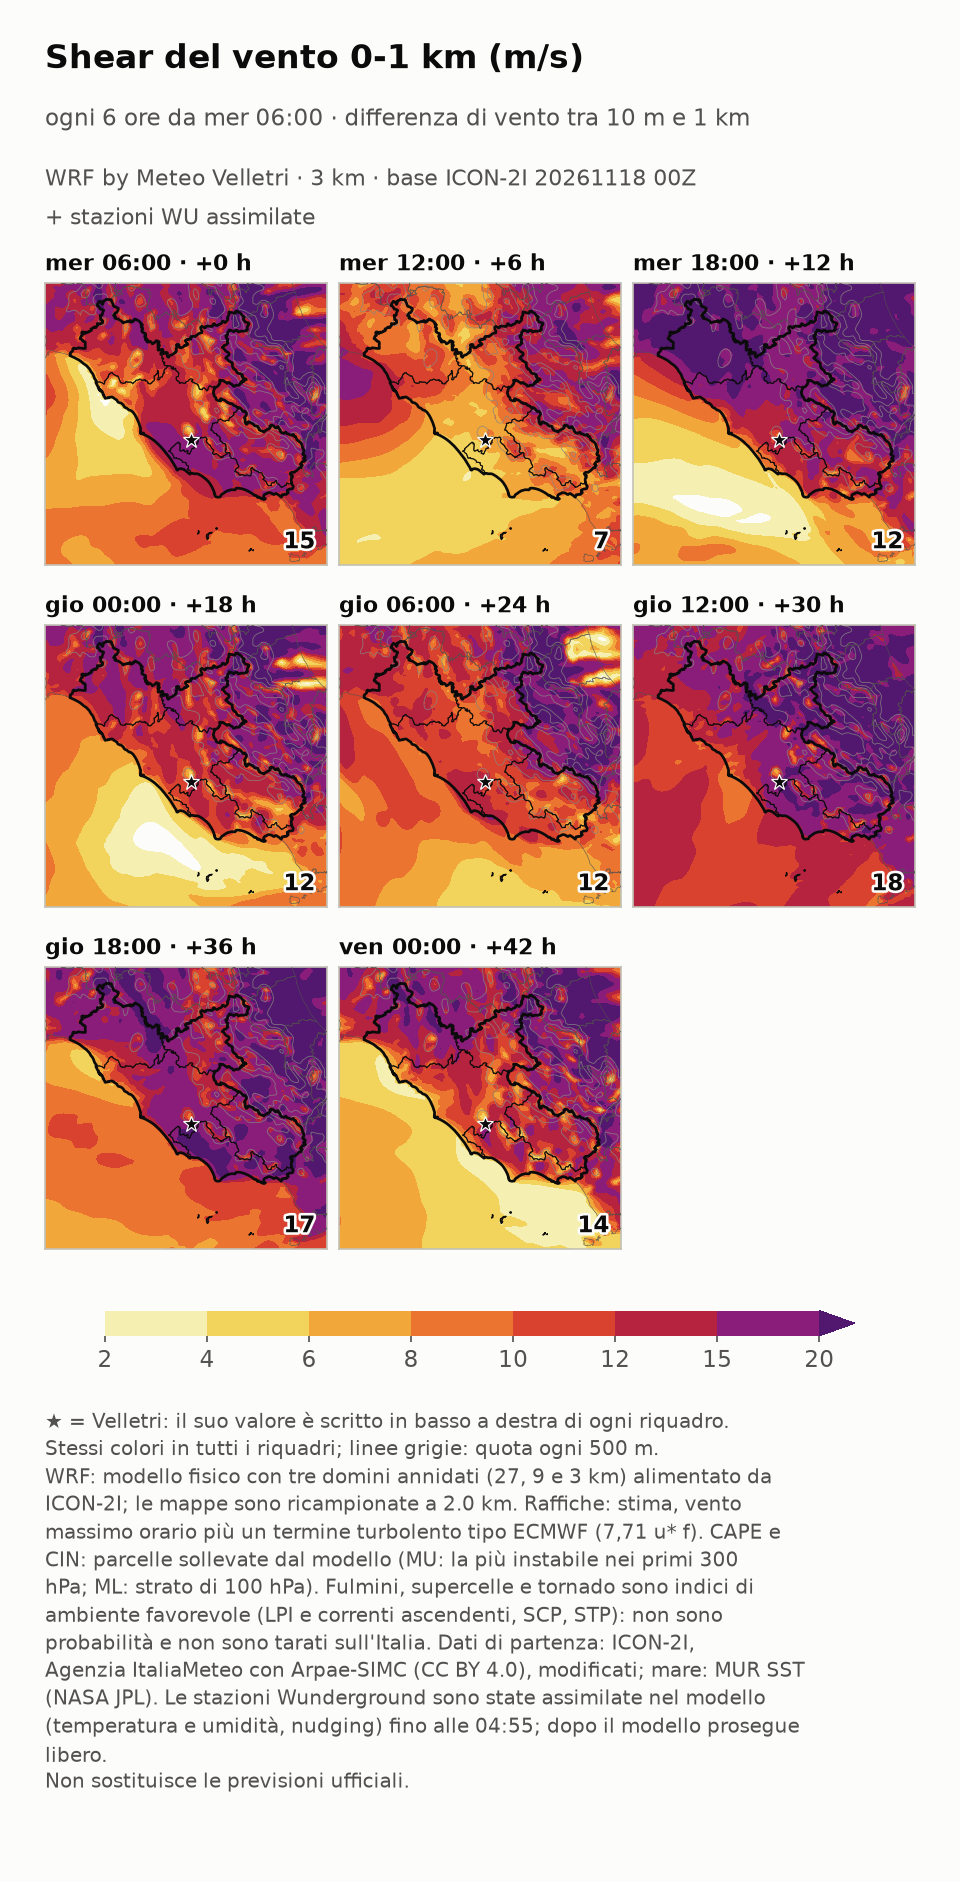 Shear del vento 0-1 km (m/s)
ogni 6 ore da mer 06:00 · differenza di vento tra 10 m e 1 km
WRF by Meteo Velletri · 3 km · base ICON-2I 20261118 00Z
+ stazioni WU assimilate
mer 06:00 · +0 h
mer 12:00 · +6 h
mer 18:00 · +12 h
15
7
12
gio 00:00 · +18 h
gio 06:00 · +24 h
gio 12:00 · +30 h
12
12
18
gio 18:00 · +36 h
ven 00:00 · +42 h
17
14
2 4 6 8 10 12 15 20
★ = Velletri: il suo valore è scritto in basso a destra di ogni riquadro.
Stessi colori in tutti i riquadri; linee grigie: quota ogni 500 m.
WRF: modello fisico con tre domini annidati (27, 9 e 3 km) alimentato da
ICON-2I; le mappe sono ricampionate a 2.0 km. Raffiche: stima, vento
massimo orario più un termine turbolento tipo ECMWF (7,71 u* f). CAPE e
CIN: parcelle sollevate dal modello (MU: la più instabile nei primi 300
hPa; ML: strato di 100 hPa). Fulmini, supercelle e tornado sono indici di
ambiente favorevole (LPI e correnti ascendenti, SCP, STP): non sono
probabilità e non sono tarati sull'Italia. Dati di partenza: ICON-2I,
Agenzia ItaliaMeteo con Arpae-SIMC (CC BY 4.0), modificati; mare: MUR SST
(NASA JPL). Le stazioni Wunderground sono state assimilate nel modello
(temperatura e umidità, nudging) fino alle 04:55; dopo il modello prosegue
libero.
Non sostituisce le previsioni ufficiali.